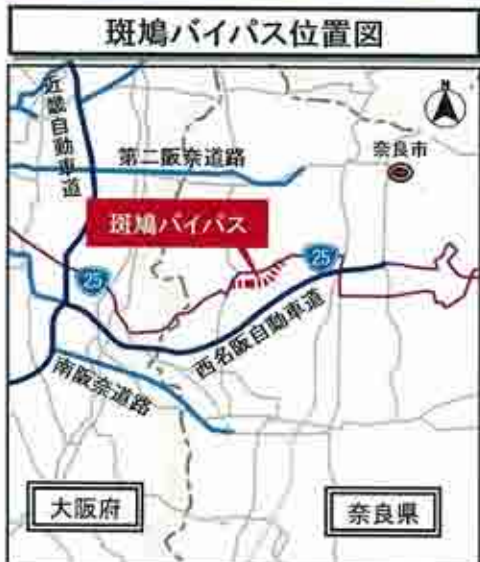 斑鳩バイパス位置図
N
近畿自動車道
第二阪奈道路
奈良市
斑鳩バイパス
25
25
西名阪自動車道
南阪奈道路
大阪府
奈良県